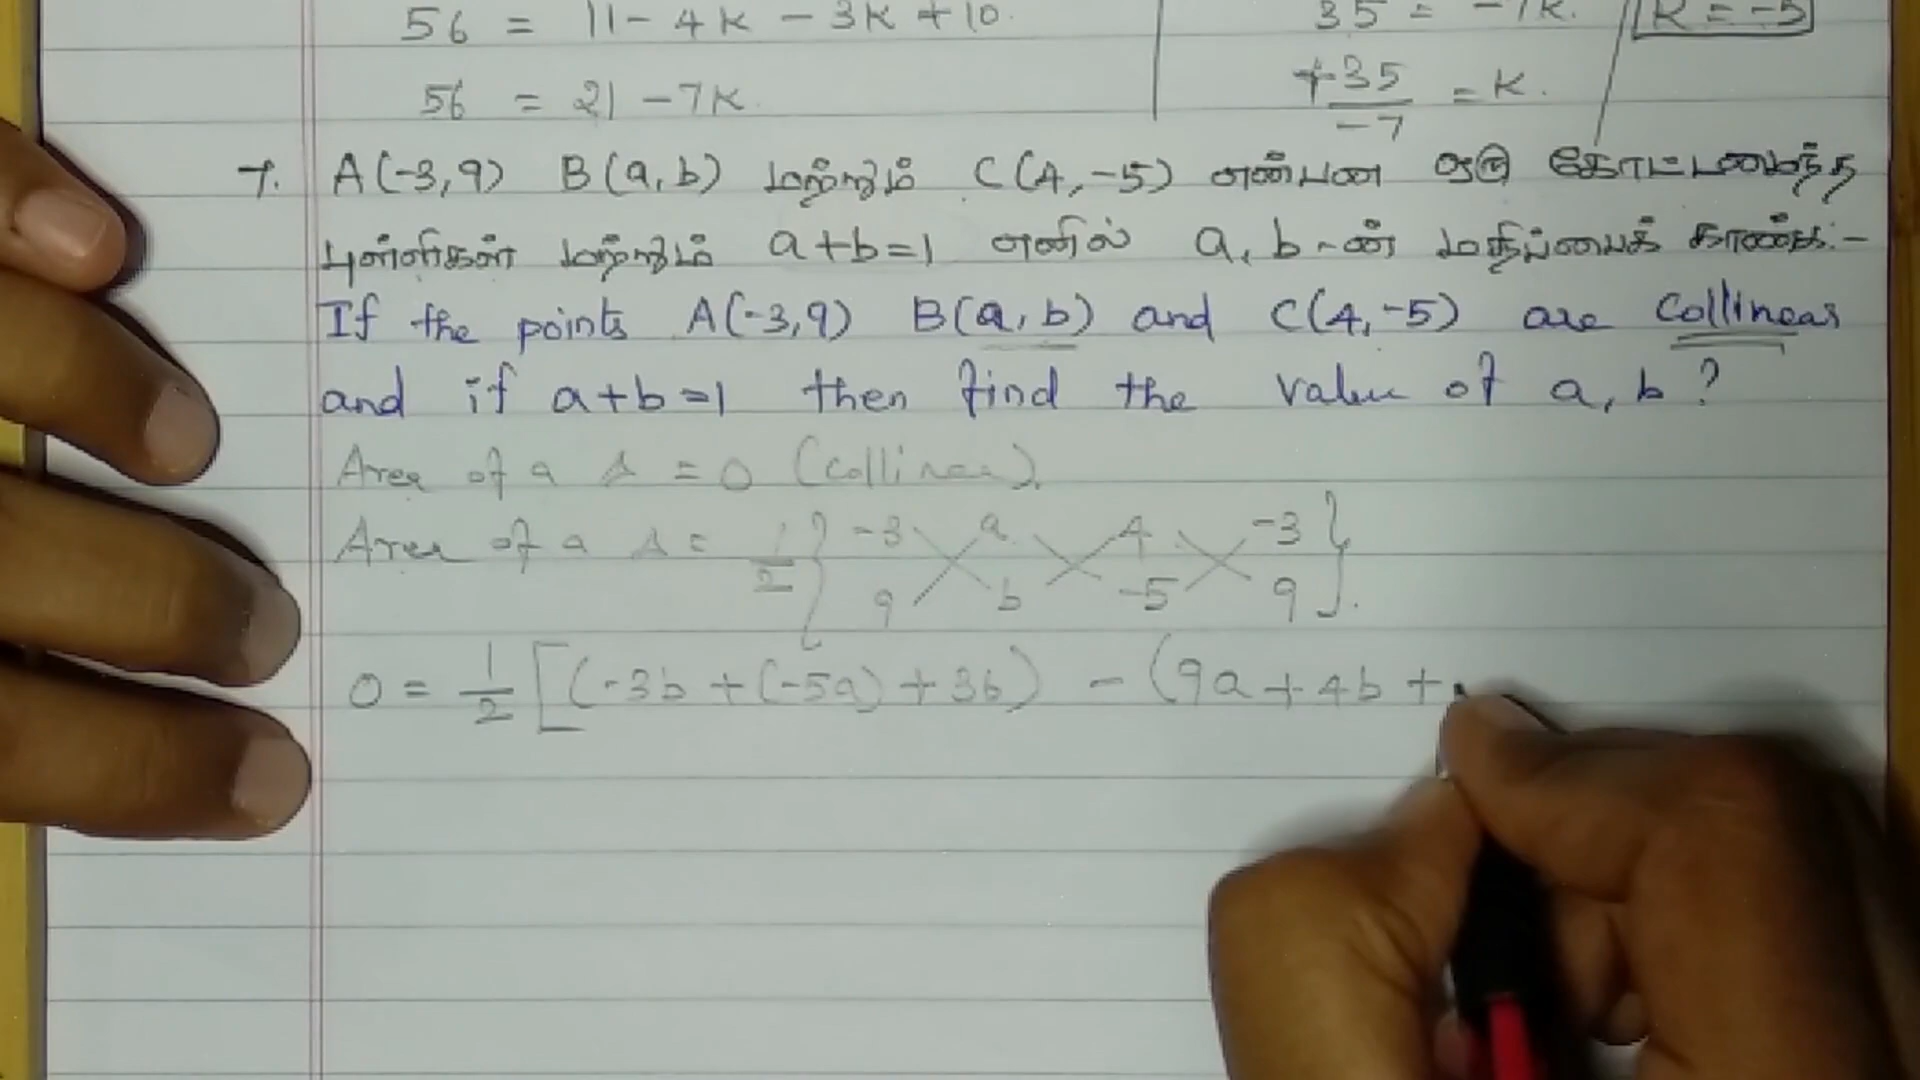 56 = 11 - 4k - 3k + 10.
56 = 21 - 7k
35 = -7k.
+35/-7 = k.
k = -5
7. A(-3,9) B(a,b) மற்றும் C(4,-5) என்பன ஒரு கோட்டமைந்த
புள்ளிகள் மற்றும் a+b=1 எனில் a, b-ன் மதிப்பைக் காண்க:-
If the points A(-3,9) B(a,b) and C(4,-5) are Collinear
and if a+b=1 then find the value of a, b?
Area of a Δ = 0 (Collinear).
Area of a Δ = 1/2 { -3 a 4 -3
9 b -5 9 }.
0 = 1/2 [(-3b + (-5a) + 36) - (9a + 4b +